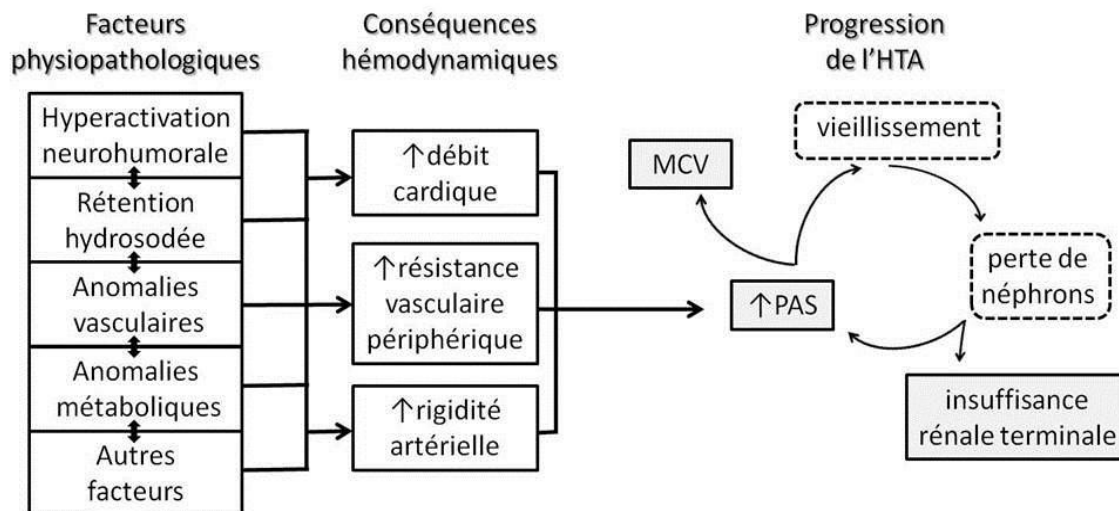 Facteurs
physiopathologiques
Hyperactivation
neurohumorale
Rétention
hydrosodée
Anomalies
vasculaires
Anomalies
métaboliques
Autres
facteurs
Conséquences
hémodynamiques
↑débit
cardique
↑résistance
vasculaire
périphérique
↑rigidité
artérielle
Progression
de l'HTA
vieillissement
MCV
perte de
néphrons
↑PAS
insuffisance
rénale terminale